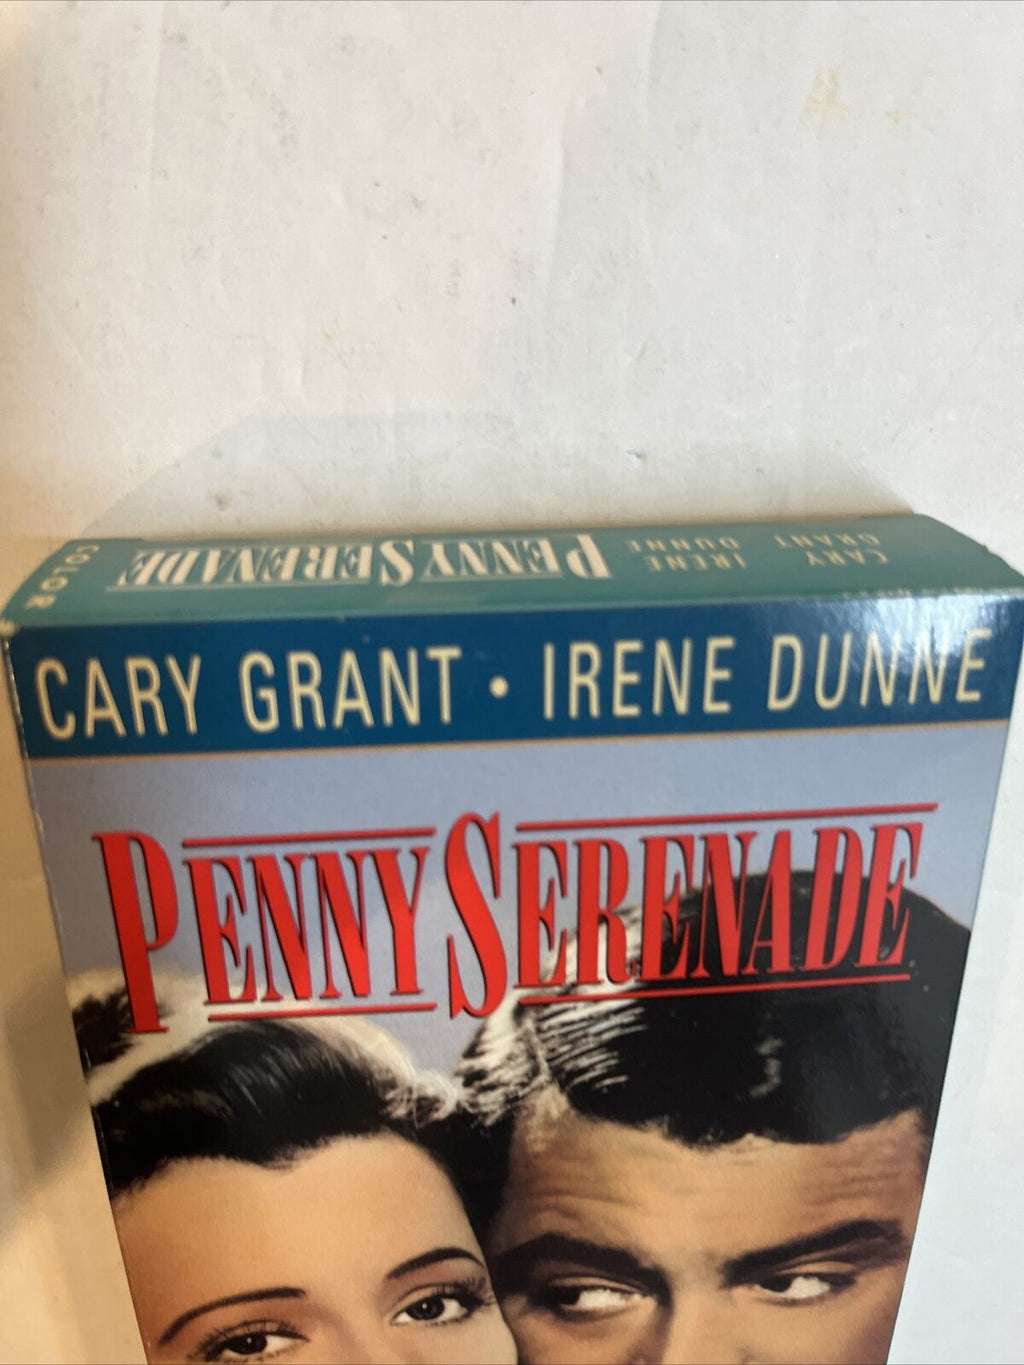 COLOR
PENNY SERENADE
IRENE
DUNNE
CARY
GRANT
CARY GRANT • IRENE DUNNE
PENNY SERENADE